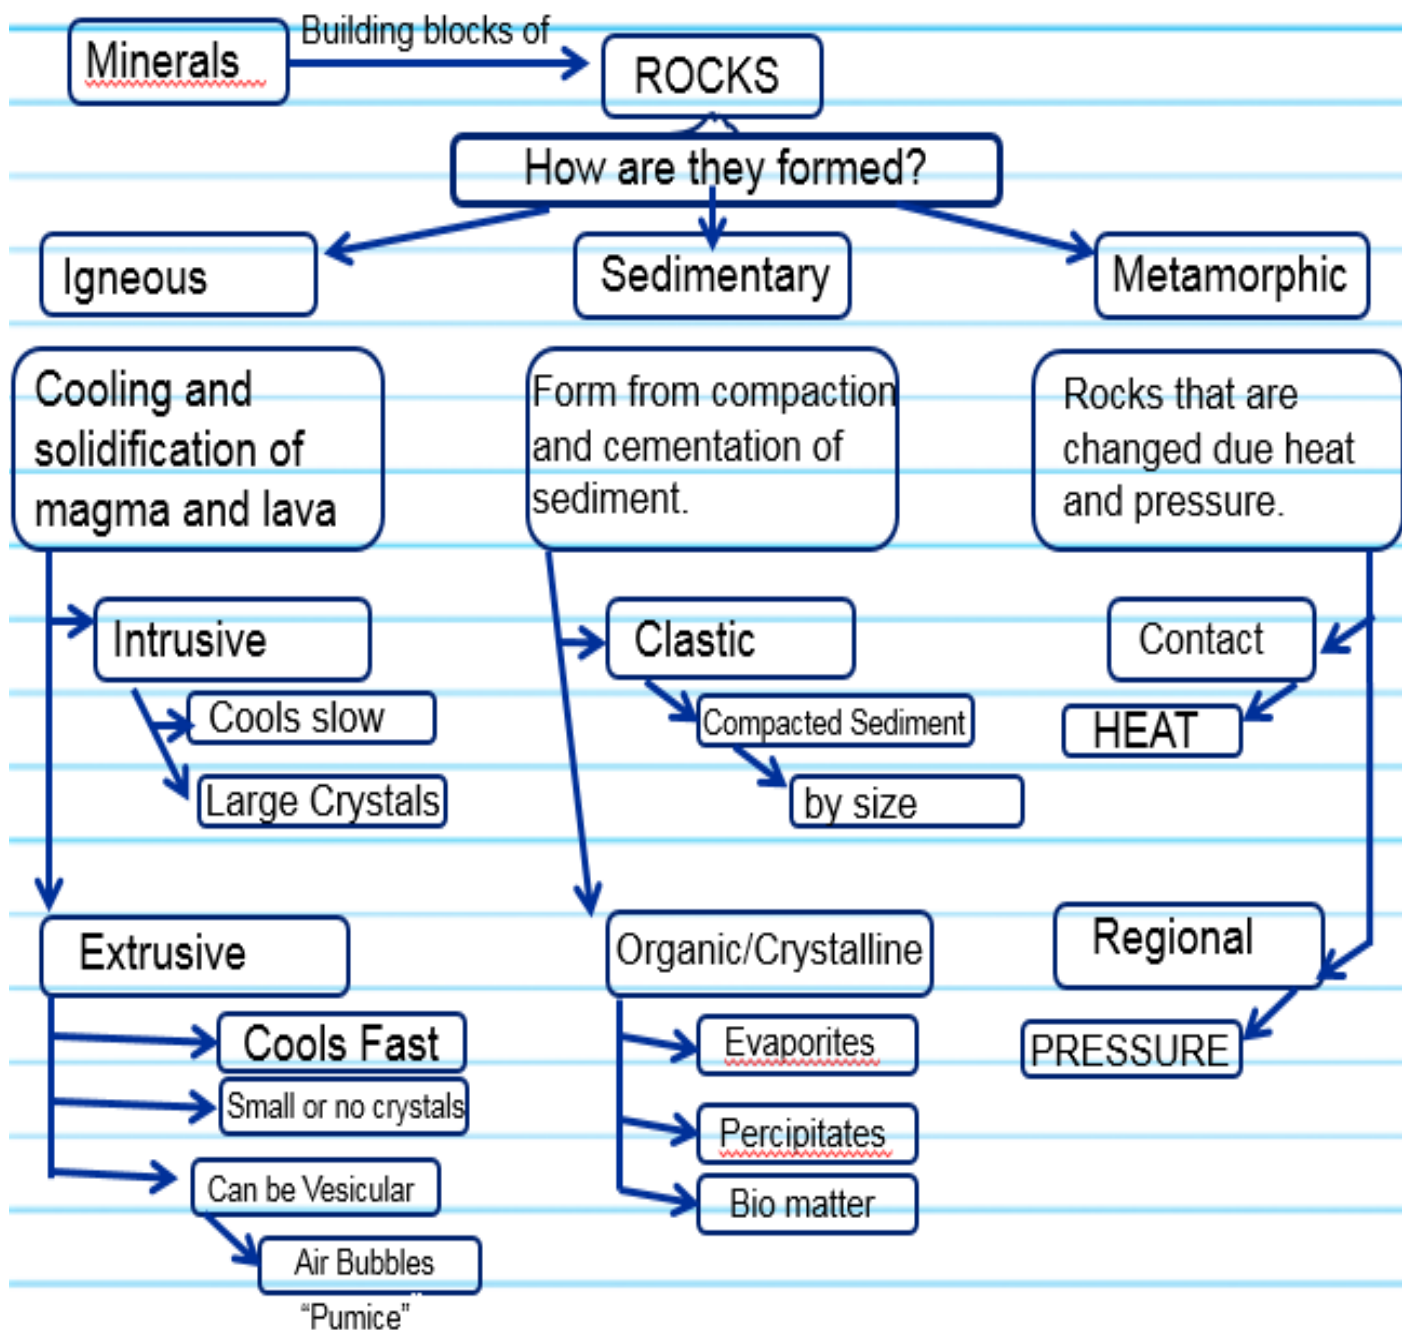 Building blocks of
Minerals
ROCKS
How are they formed?
Igneous
Sedimentary
Metamorphic
Cooling and
solidification of
magma and lava
Form from compaction
and cementation of
sediment.
Rocks that are
changed due heat
and pressure.
Intrusive
Cools slow
Large Crystals
Clastic
Compacted Sediment
by size
Contact
HEAT
Extrusive
Cools Fast
Small or no crystals
Can be Vesicular
Air Bubbles
“Pumice”
Organic/Crystalline
Evaporites
Percipitates
Bio matter
Regional
PRESSURE